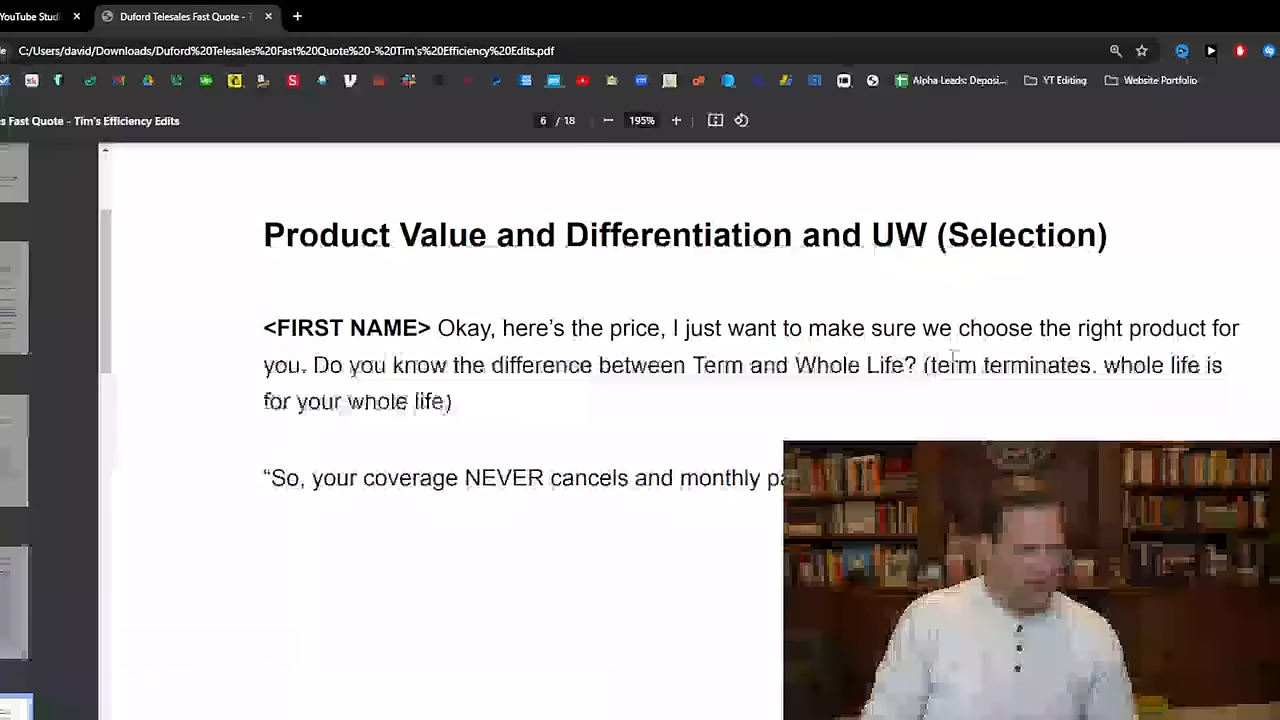 YouTube Studi
Duford Telesales Fast Quote - T
C:/Users/david/Downloads/Duford%20Telesales%20Fast%20Quote%20-%20Tim's%20Efficiency%20Edits.pdf
Alpha Leads: Deposi...
YT Editing
Website Portfolio
s Fast Quote - Tim's Efficiency Edits
6 / 18
195%
Product Value and Differentiation and UW (Selection)
<FIRST NAME> Okay, here's the price, I just want to make sure we choose the right product for
you. Do you know the difference between Term and Whole Life? (term terminates. whole life is
for your whole life)
“So, your coverage NEVER cancels and monthly pa